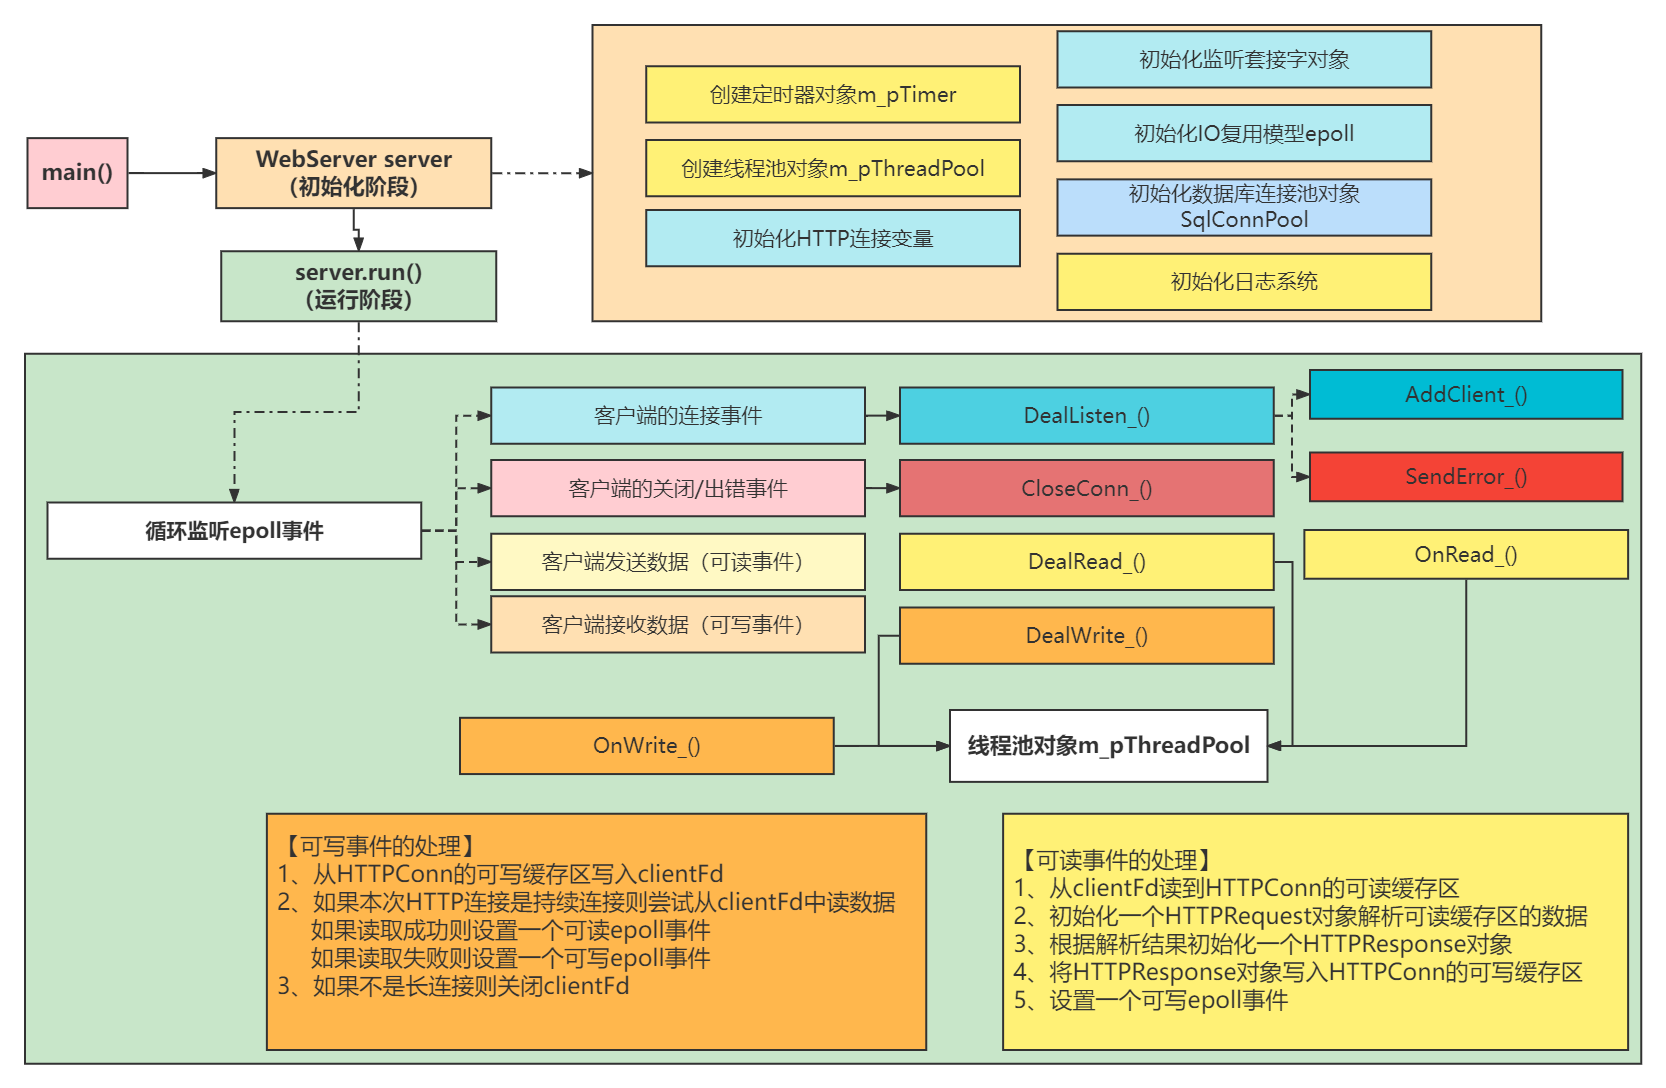 main()
WebServer server
（初始化阶段）
server.run()
（运行阶段）
创建定时器对象m_pTimer
创建线程池对象m_pThreadPool
初始化HTTP连接变量
初始化监听套接字对象
初始化IO复用模型epoll
初始化数据库连接池对象
SqlConnPool
初始化日志系统
循环监听epoll事件
客户端的连接事件
客户端的关闭/出错事件
客户端发送数据（可读事件）
客户端接收数据（可写事件）
DealListen_()
CloseConn_()
DealRead_()
DealWrite_()
AddClient_()
SendError_()
OnRead_()
OnWrite_()
线程池对象m_pThreadPool
【可写事件的处理】
1、从HTTPConn的可写缓存区写入clientFd
2、如果本次HTTP连接是持续连接则尝试从clientFd中读数据
如果读取成功则设置一个可读epoll事件
如果读取失败则设置一个可写epoll事件
3、如果不是长连接则关闭clientFd
【可读事件的处理】
1、从clientFd读到HTTPConn的可读缓存区
2、初始化一个HTTPRequest对象解析可读缓存区的数据
3、根据解析结果初始化一个HTTPResponse对象
4、将HTTPResponse对象写入HTTPConn的可写缓存区
5、设置一个可写epoll事件